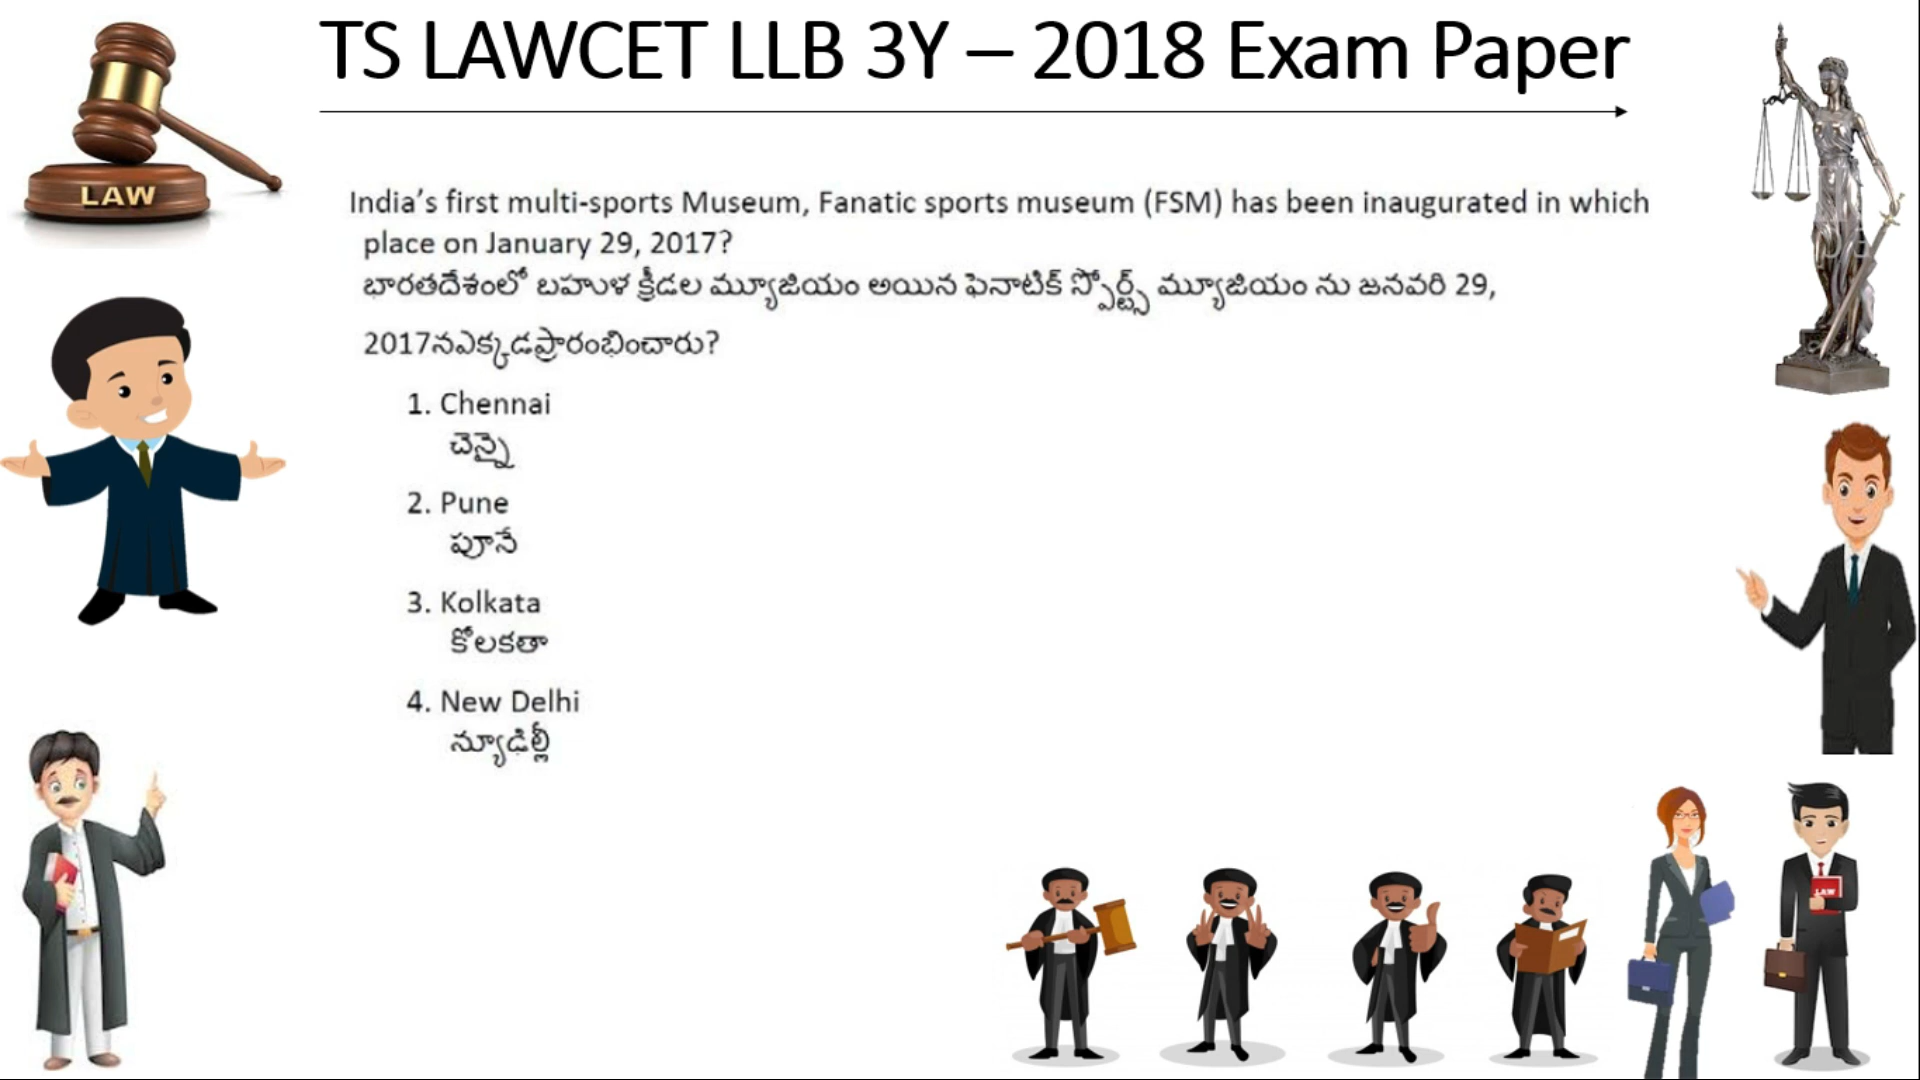 TS LAWCET LLB 3Y – 2018 Exam Paper
LAW
India's first multi-sports Museum, Fanatic sports museum (FSM) has been inaugurated in which
place on January 29, 2017?
భారతదేశంలో బహుళ క్రీడల మ్యూజియం అయిన ఫెనాటిక్ స్పోర్ట్స్ మ్యూజియం ను జనవరి 29,
2017నఎక్కడప్రారంభించారు?
1. Chennai
చెన్నై
2. Pune
పూనే
3. Kolkata
కోలకతా
4. New Delhi
న్యూఢిల్లీ
LAW